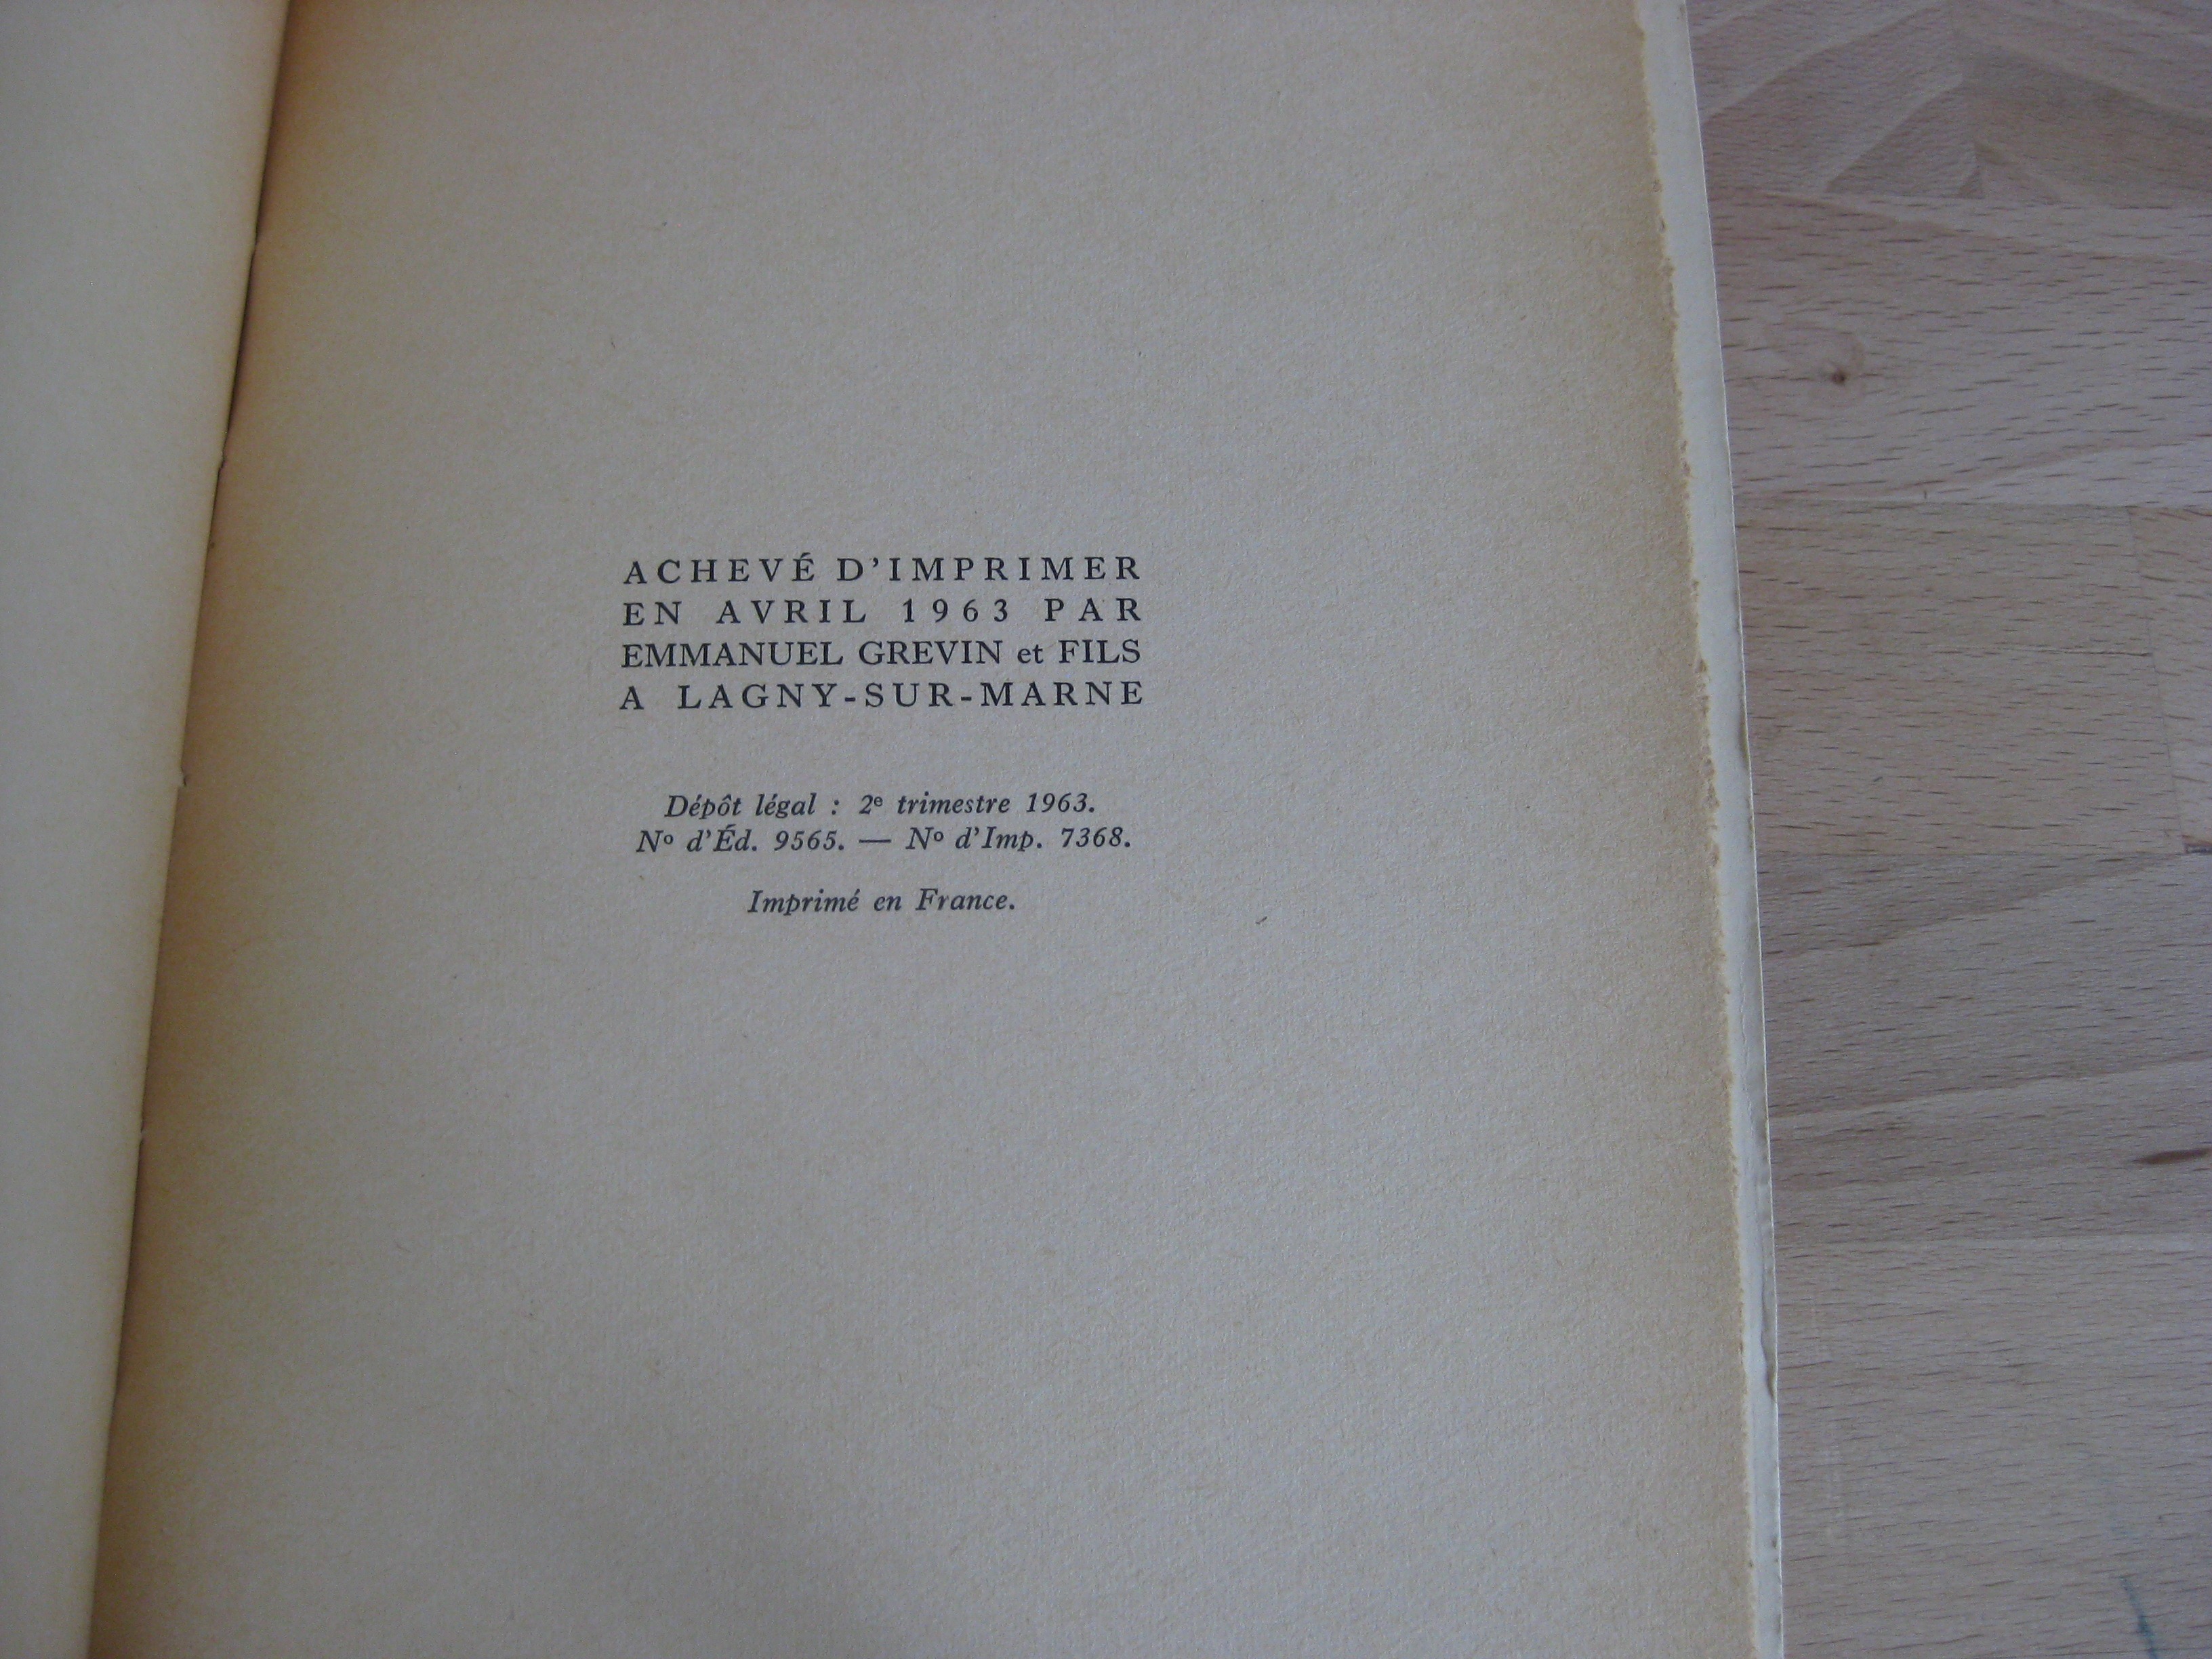 ACHEVÉ D'IMPRIMER
EN AVRIL 1963 PAR
EMMANUEL GREVIN et FILS
A LAGNY-SUR-MARNE
Dépôt légal : 2e trimestre 1963.
No d'Éd. 9565. — No d'Imp. 7368.
Imprimé en France.